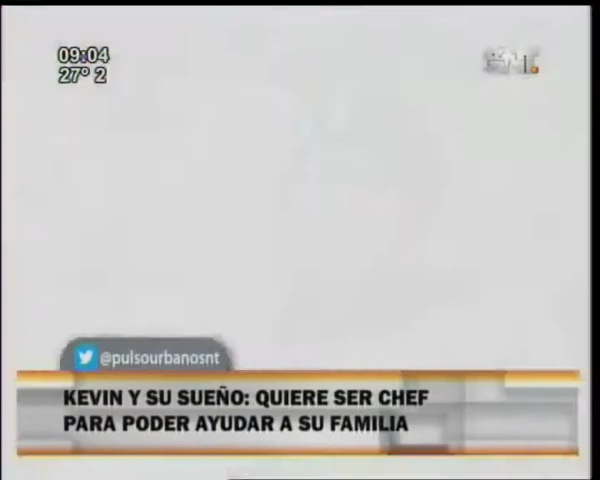 09:04
27° 2
SNT.
@pulsourbanosnt
KEVIN Y SU SUEÑO: QUIERE SER CHEF
PARA PODER AYUDAR A SU FAMILIA